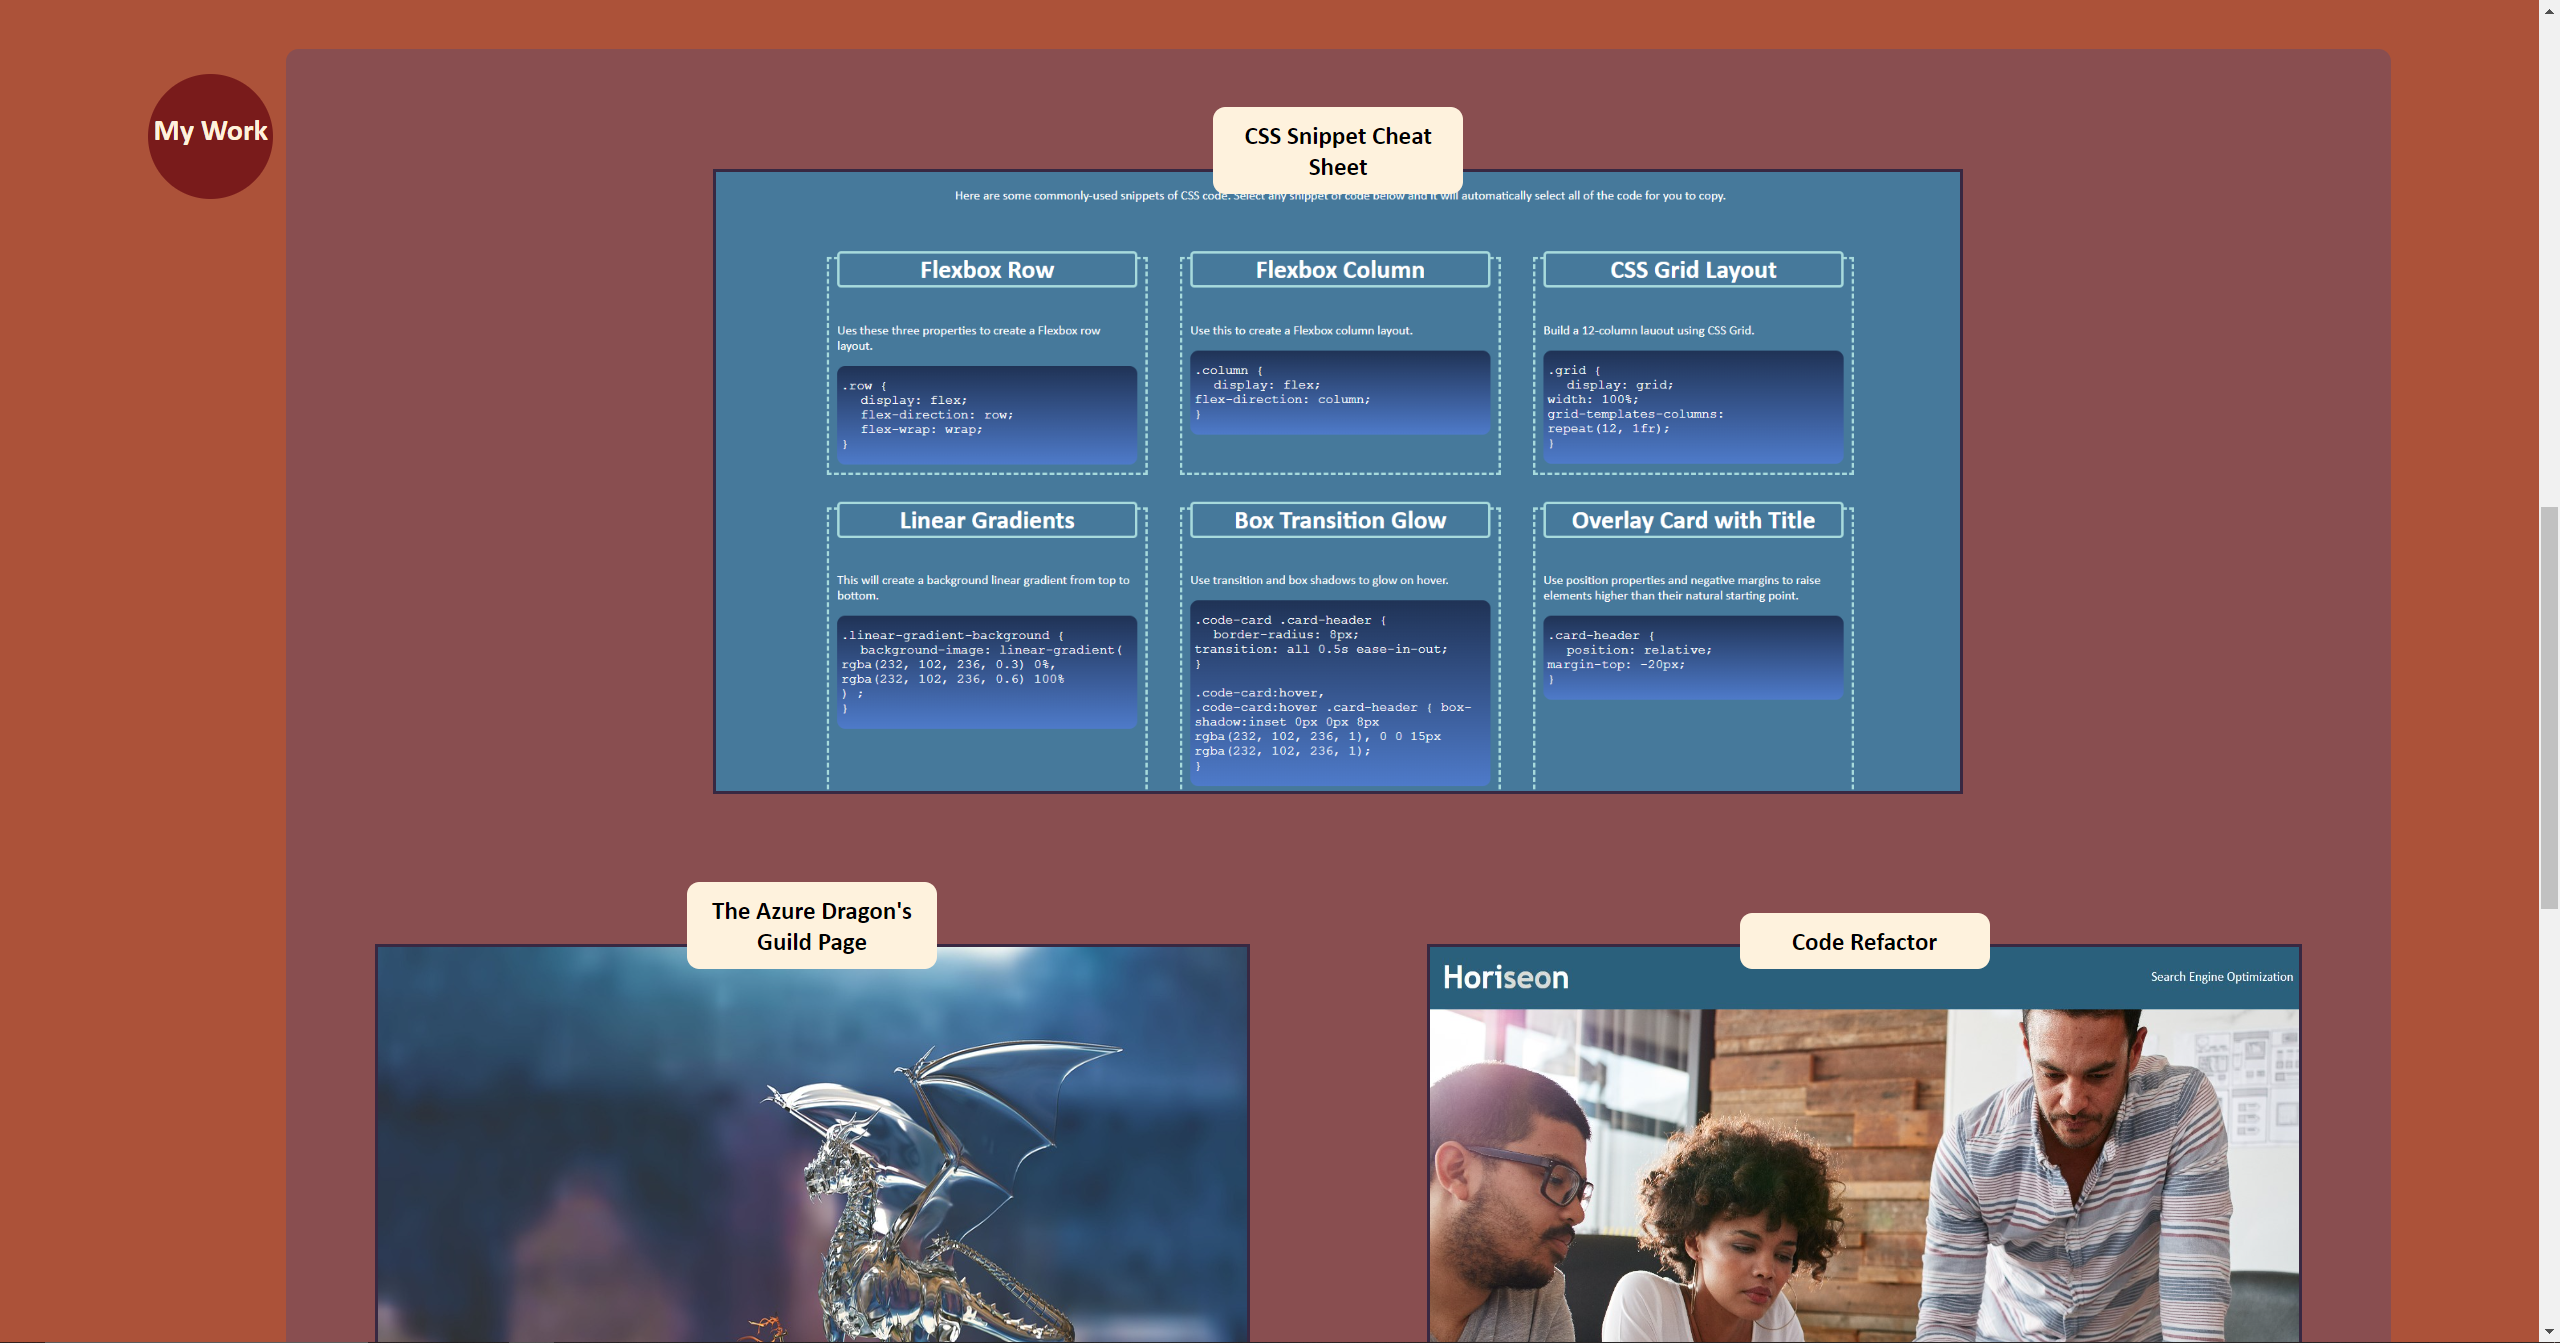 My Work
CSS Snippet Cheat
Sheet
Here are some commonly-used snippets of CSS code. Select any snippet of code below and it will automatically select all of the code for you to copy.
Flexbox Row
Ues these three properties to create a Flexbox row
layout.
.row {
display: flex;
flex-direction: row;
flex-wrap: wrap;
}
Flexbox Column
Use this to create a Flexbox column layout.
.column {
display: flex;
flex-direction: column;
}
CSS Grid Layout
Build a 12-column lauout using CSS Grid.
.grid {
display: grid;
width: 100%;
grid-templates-columns:
repeat(12, 1fr);
}
Linear Gradients
This will create a background linear gradient from top to
bottom.
.linear-gradient-background {
background-image: linear-gradient(
rgba(232, 102, 236, 0.3) 0%,
rgba(232, 102, 236, 0.6) 100%
) ;
}
Box Transition Glow
Use transition and box shadows to glow on hover.
.code-card .card-header {
border-radius: 8px;
transition: all 0.5s ease-in-out;
}
.code-card:hover,
.code-card:hover .card-header { box-
shadow:inset 0px 0px 8px
rgba(232, 102, 236, 1), 0 0 15px
rgba(232, 102, 236, 1);
}
Overlay Card with Title
Use position properties and negative margins to raise
elements higher than their natural starting point.
.card-header {
position: relative;
margin-top: -20px;
}
The Azure Dragon's
Guild Page
Code Refactor
Horiseon
Search Engine Optimization